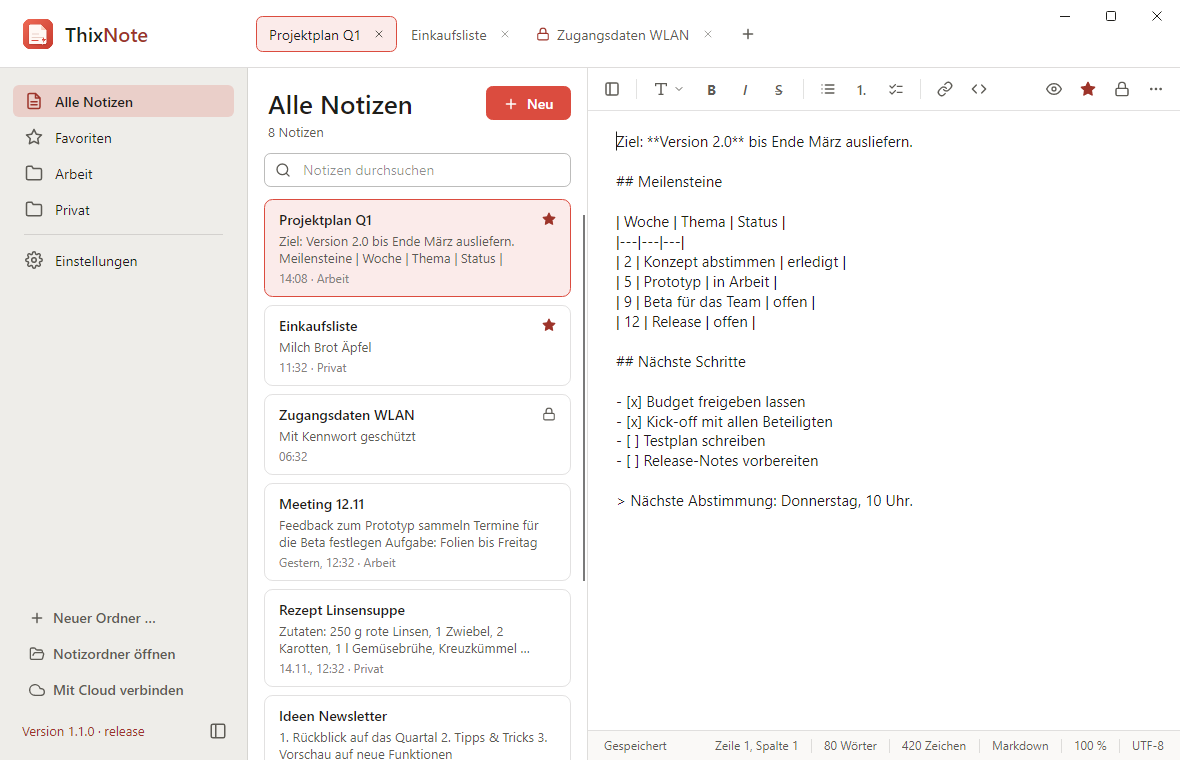 ThixNote
Projektplan Q1
Einkaufsliste
Zugangsdaten WLAN
Alle Notizen
Favoriten
Arbeit
Privat
Einstellungen
Neuer Ordner ...
Notizordner öffnen
Mit Cloud verbinden
Version 1.1.0 · release
Alle Notizen
Neu
8 Notizen
Notizen durchsuchen
Projektplan Q1
Ziel: Version 2.0 bis Ende März ausliefern.
Meilensteine | Woche | Thema | Status |
14:08 · Arbeit
Einkaufsliste
Milch Brot Äpfel
11:32 · Privat
Zugangsdaten WLAN
Mit Kennwort geschützt
06:32
Meeting 12.11
Feedback zum Prototyp sammeln Termine für
die Beta festlegen Aufgabe: Folien bis Freitag
Gestern, 12:32 · Arbeit
Rezept Linsensuppe
Zutaten: 250 g rote Linsen, 1 Zwiebel, 2
Karotten, 1 l Gemüsebrühe, Kreuzkümmel ...
14.11., 12:32 · Privat
Ideen Newsletter
1. Rückblick auf das Quartal 2. Tipps & Tricks 3.
Vorschau auf neue Funktionen
T B I S 1.
Ziel: **Version 2.0** bis Ende März ausliefern.
## Meilensteine
| Woche | Thema | Status |
|---|---|---|
| 2 | Konzept abstimmen | erledigt |
| 5 | Prototyp | in Arbeit |
| 9 | Beta für das Team | offen |
| 12 | Release | offen |
## Nächste Schritte
- [x] Budget freigeben lassen
- [x] Kick-off mit allen Beteiligten
- [ ] Testplan schreiben
- [ ] Release-Notes vorbereiten
> Nächste Abstimmung: Donnerstag, 10 Uhr.
Gespeichert
Zeile 1, Spalte 1
80 Wörter
420 Zeichen
Markdown
100 %
UTF-8